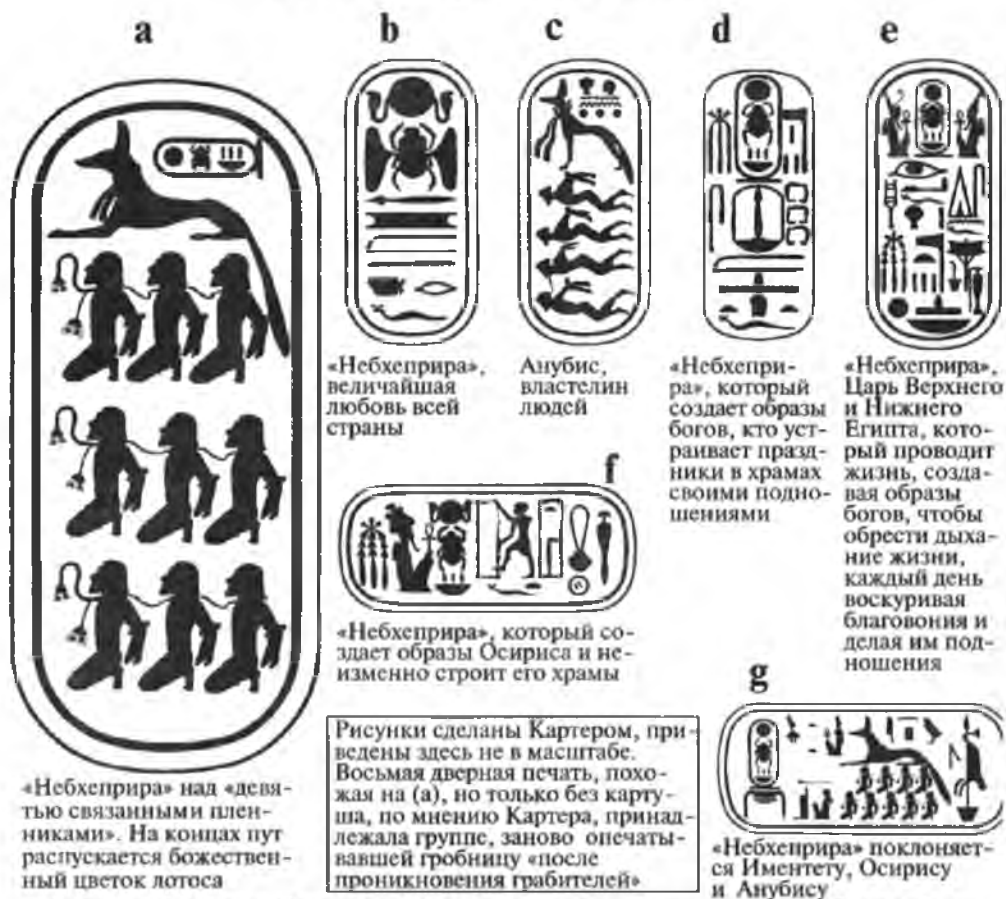 a
b
c
d
e
«Небхеприра»,
величайшая
любовь всей
страны
Анубис,
властелин
людей
«Небхепри-
ра», который
создает образы
богов, кто уст-
раивает празд-
ники в храмах
своими подно-
шениями
«Небхеприра»,
Царь Верхнего
и Нижнего
Египта, кото-
рый проводит
жизнь, созда-
вая образы
богов, чтобы
обрести дыха-
ние жизни,
каждый день
воскуривая
благовония и
делая им под-
ношения
f
«Небхеприра», который со-
здает образы Осириса и не-
изменно строит его храмы
g
«Небхеприра» над «девя-
тью связанными плен-
никами». На концах пут
распускается божествен-
ный цветок лотоса
Рисунки сделаны Картером, при-
ведены здесь не в масштабе.
Восьмая дверная печать, похо-
жая на (а), но только без карту-
ша, по мнению Картера, принад-
лежала группе, заново опечаты-
вавшей гробницу «после
проникновения грабителей»
«Небхеприра» поклоняет-
ся Иментету, Осирису
и Анубису